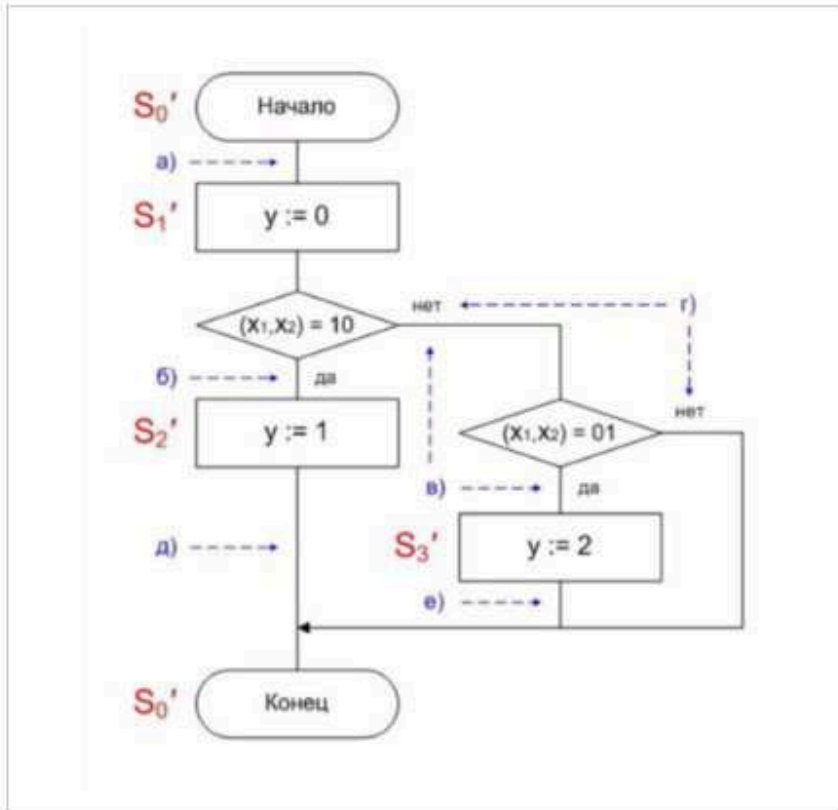 S₀′ Начало
а)
S₁′ y := 0
нет г)
(x₁,x₂) = 10
б) да
нет
S₂′ y := 1
(x₁,x₂) = 01
в) да
д)
S₃′ y := 2
е)
S₀′ Конец